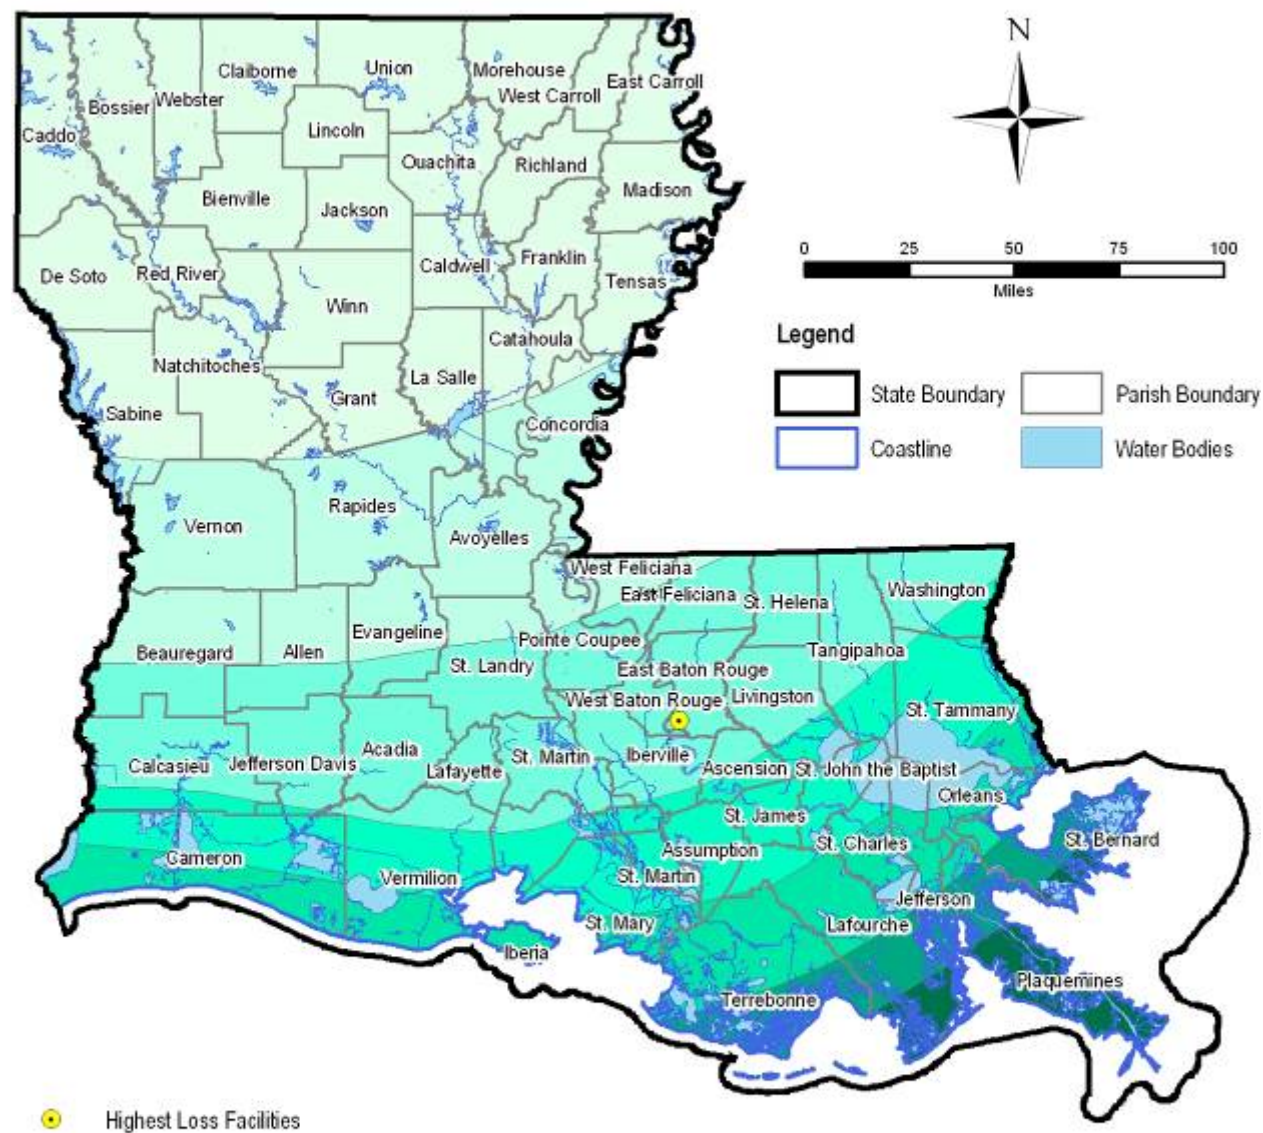 N
Claiborne
Union
Morehouse
East Carroll
Bossier
Webster
West Carroll
Caddo
Lincoln
Ouachita
Richland
Madison
Bienville
Jackson
De Soto
Red River
Caldwell
Franklin
Tensas
Winn
Catahoula
Natchitoches
La Salle
Grant
Sabine
Concordia
Vernon
Rapides
Avoyelles
0 25 50 75 100
Miles
Legend
State Boundary
Parish Boundary
Coastline
Water Bodies
West Feliciana
East Feliciana
St. Helena
Washington
Evangeline
Pointe Coupee
Beauregard
Allen
St. Landry
Tangipahoa
East Baton Rouge
West Baton Rouge
Livingston
St. Tammany
Calcasieu
Jefferson Davis
Acadia
Lafayette
St. Martin
Iberville
Ascension
St. John the Baptist
Orleans
St. James
Cameron
Vermilion
Assumption
St. Charles
St. Bernard
St. Martin
Jefferson
St. Mary
Lafourche
Iberia
Terrebonne
Plaquemines
Highest Loss Facilities